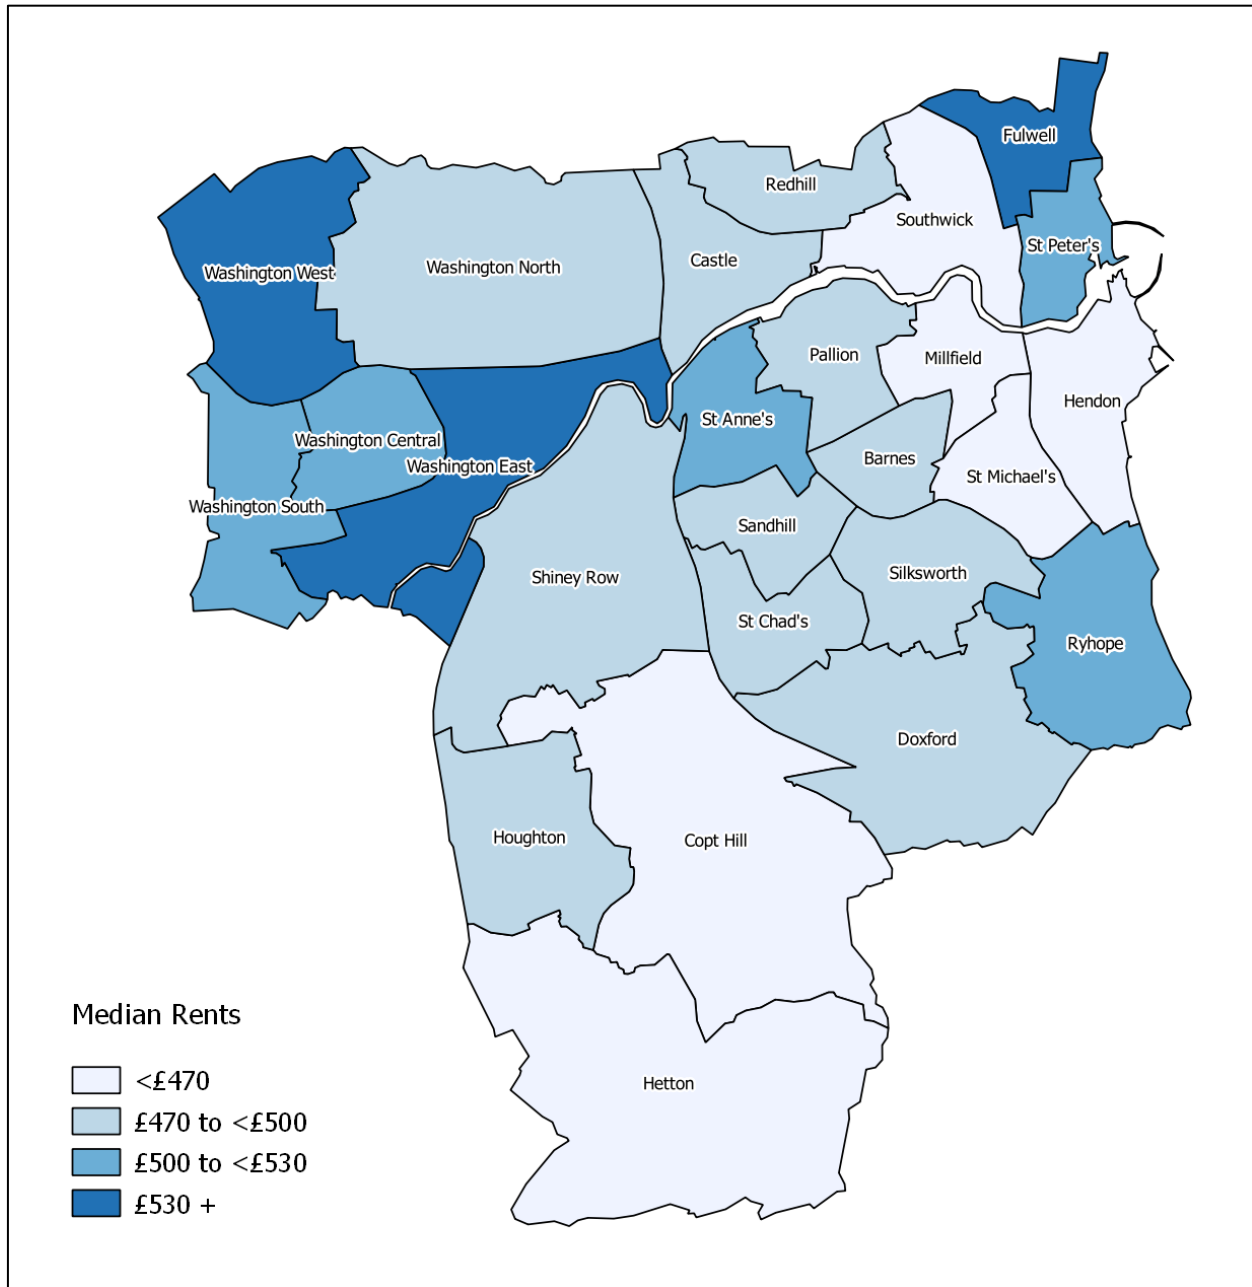 Fulwell
Redhill
Southwick
St Peter's
Castle
Washington North
Washington West
Pallion
Millfield
Hendon
St Anne's
Washington Central
Barnes
Washington East
St Michael's
Washington South
Sandhill
Silksworth
Shiney Row
St Chad's
Ryhope
Doxford
Houghton
Copt Hill
Hetton
Median Rents
<£470
£470 to <£500
£500 to <£530
£530 +